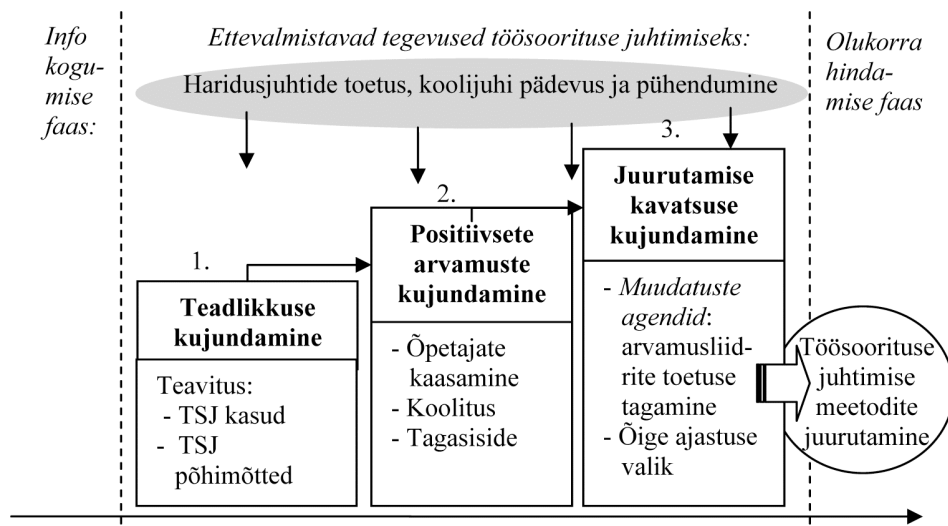 Info
kogu-
mise
faas:
Ettevalmistavad tegevused töösoorituse juhtimiseks:
Haridusjuhtide toetus, koolijuhi pädevus ja pühendumine
Olukorra
hinda-
mise faas
1.
Teadlikkuse
kujundamine
Teavitus:
- TSJ kasud
- TSJ
põhimõtted
2.
Positiivsete
arvamuste
kujundamine
- Õpetajate
kaasamine
- Koolitus
- Tagasiside
3.
Juurutamise
kavatsuse
kujundamine
- Muudatuste
agendid:
arvamusliid-
rite toetuse
tagamine
- Õige ajastuse
valik
Töösoorituse
juhtimise
meetodite
juurutamine